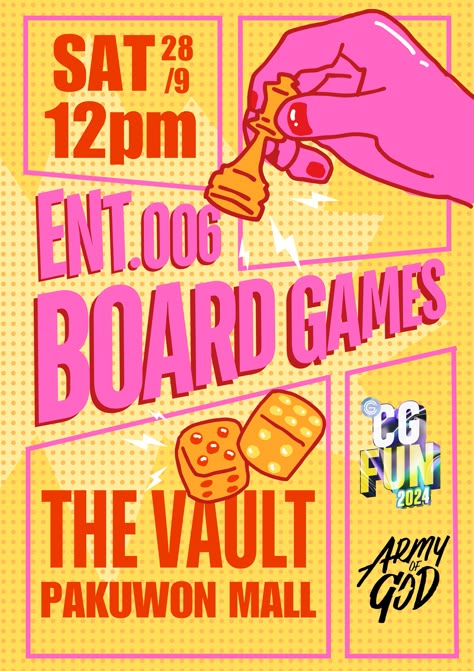 SAT 28/9
12pm
ENT.006
BOARD GAMES
THE VAULT
PAKUWON MALL
CG
FUN
2024
ARMY
OF
GOD